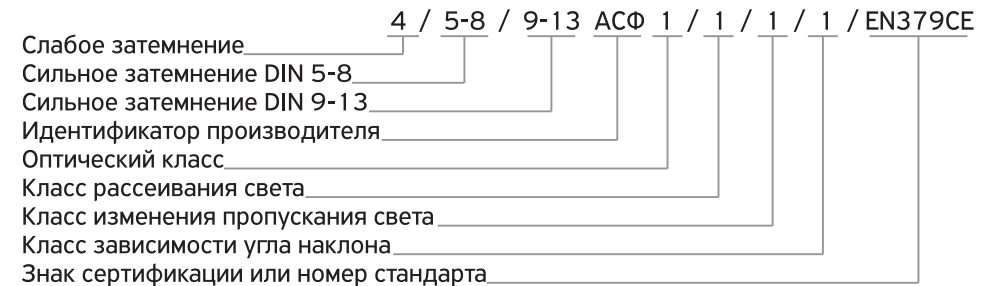 4 / 5-8 / 9-13 АСФ 1 / 1 / 1 / 1 / EN379CE
Слабое затемнение
Сильное затемнение DIN 5-8
Сильное затемнение DIN 9-13
Идентификатор производителя
Оптический класс
Класс рассеивания света
Класс изменения пропускания света
Класс зависимости угла наклона
Знак сертификации или номер стандарта